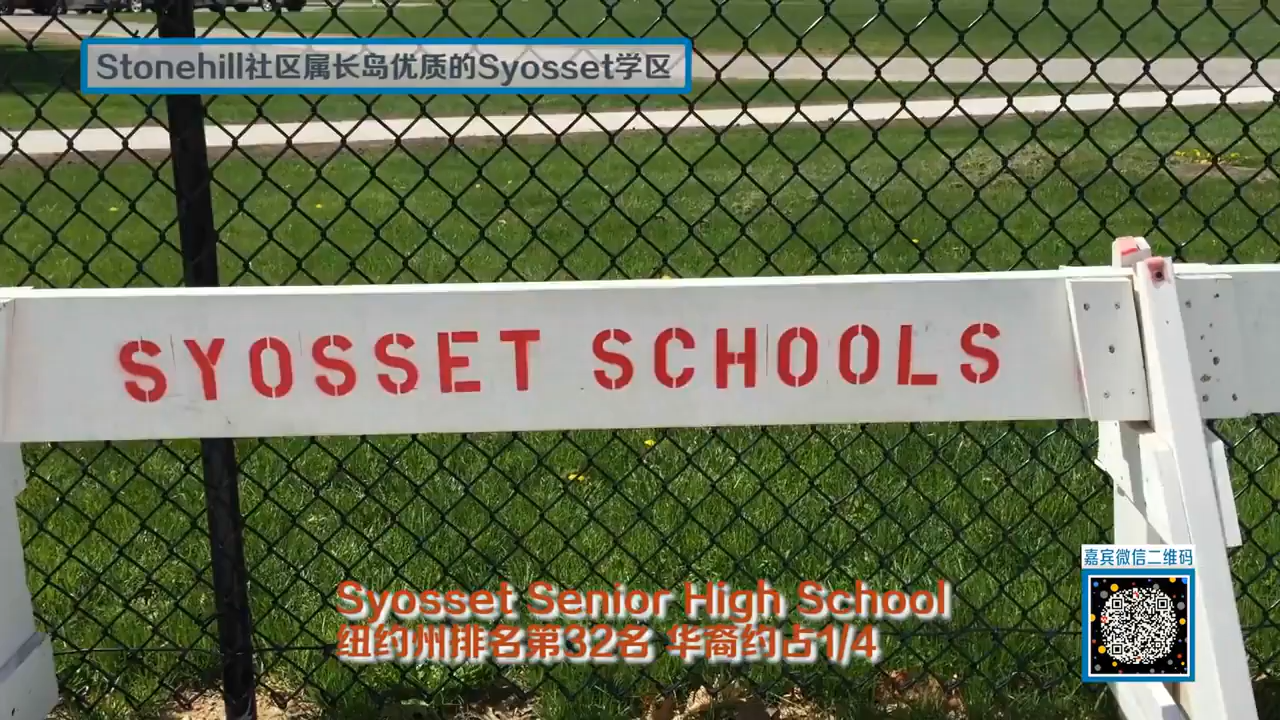 Stonehill社区属长岛优质的Syosset学区
SYOSSET SCHOOLS
嘉宾微信二维码
Syosset Senior High School
纽约州排名第32名 华裔约占1/4